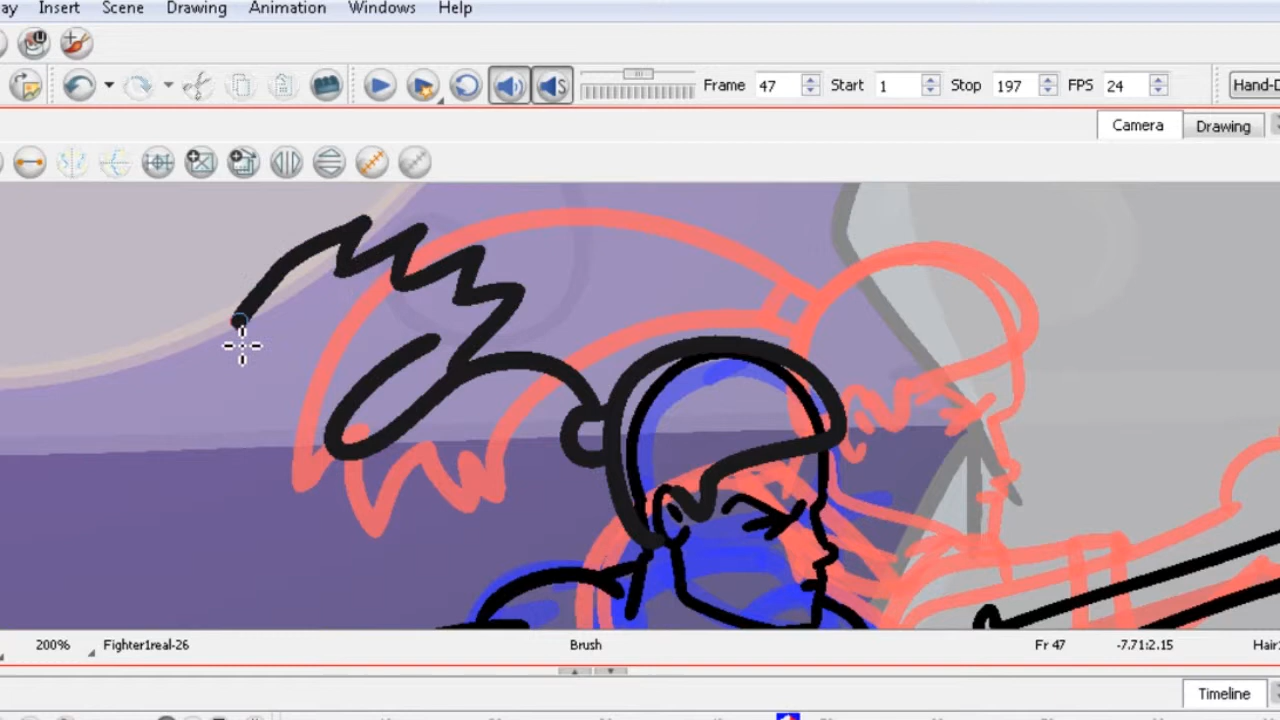 ay Insert Scene Drawing Animation Windows Help
Frame 47 Start 1 Stop 197 FPS 24 Hand-D
Camera Drawing
200% Fighter1real-26 Brush Fr 47 -7.71:2.15 Hair
Timeline